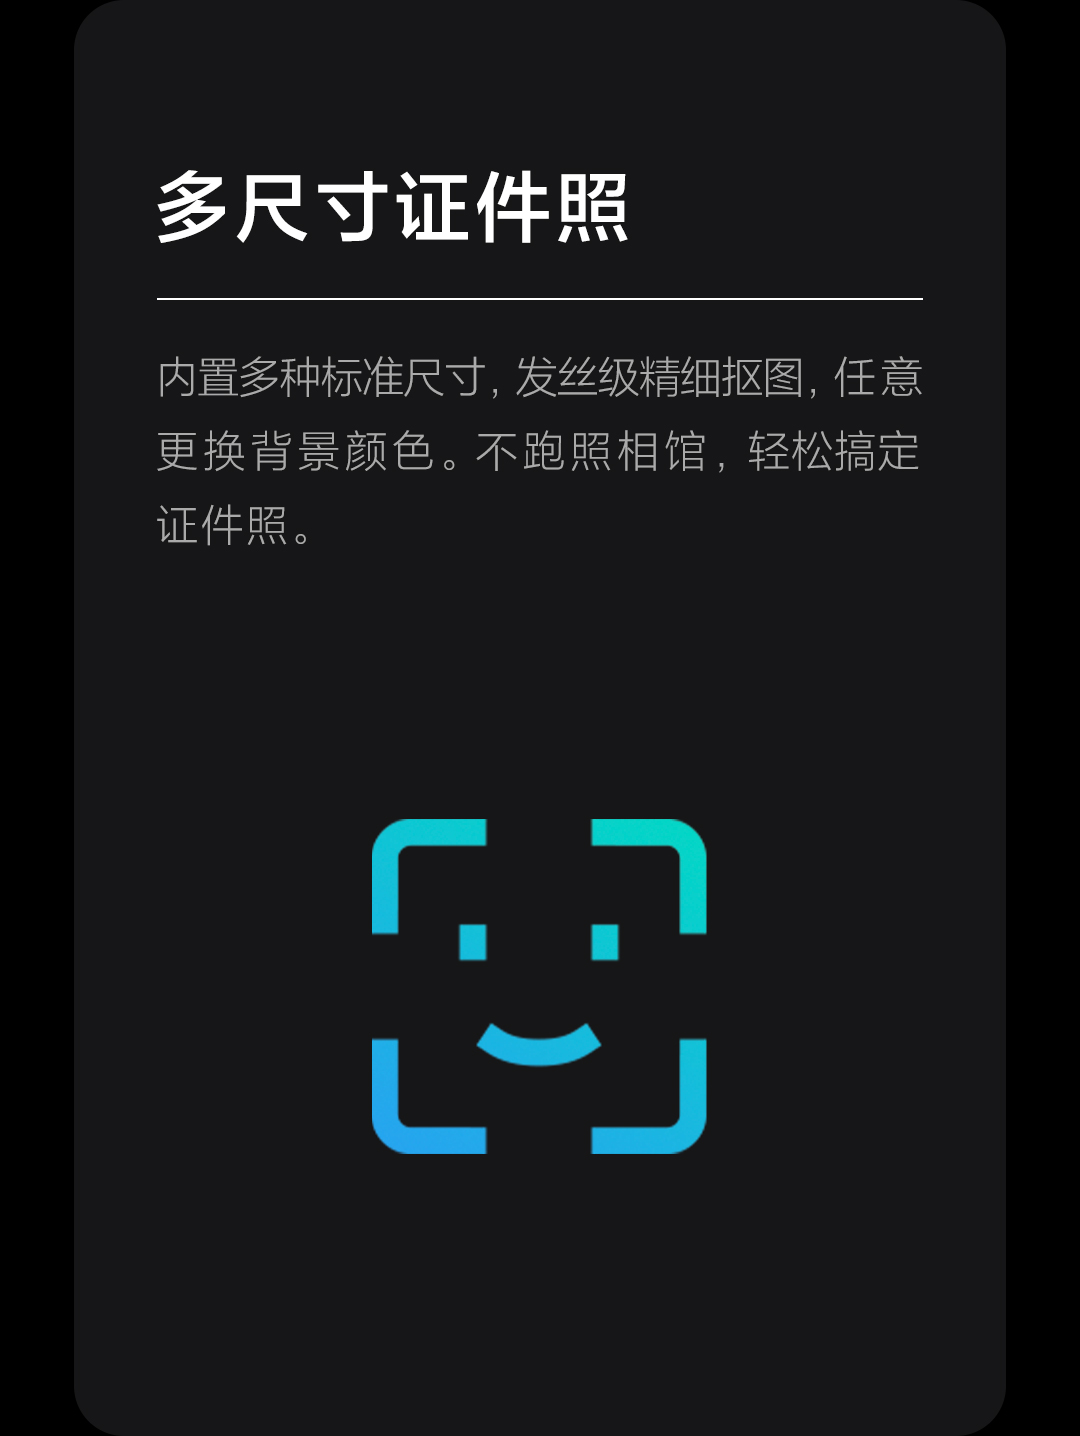 多尺寸证件照
内置多种标准尺寸，发丝级精细抠图，任意
更换背景颜色。不跑照相馆，轻松搞定
证件照。